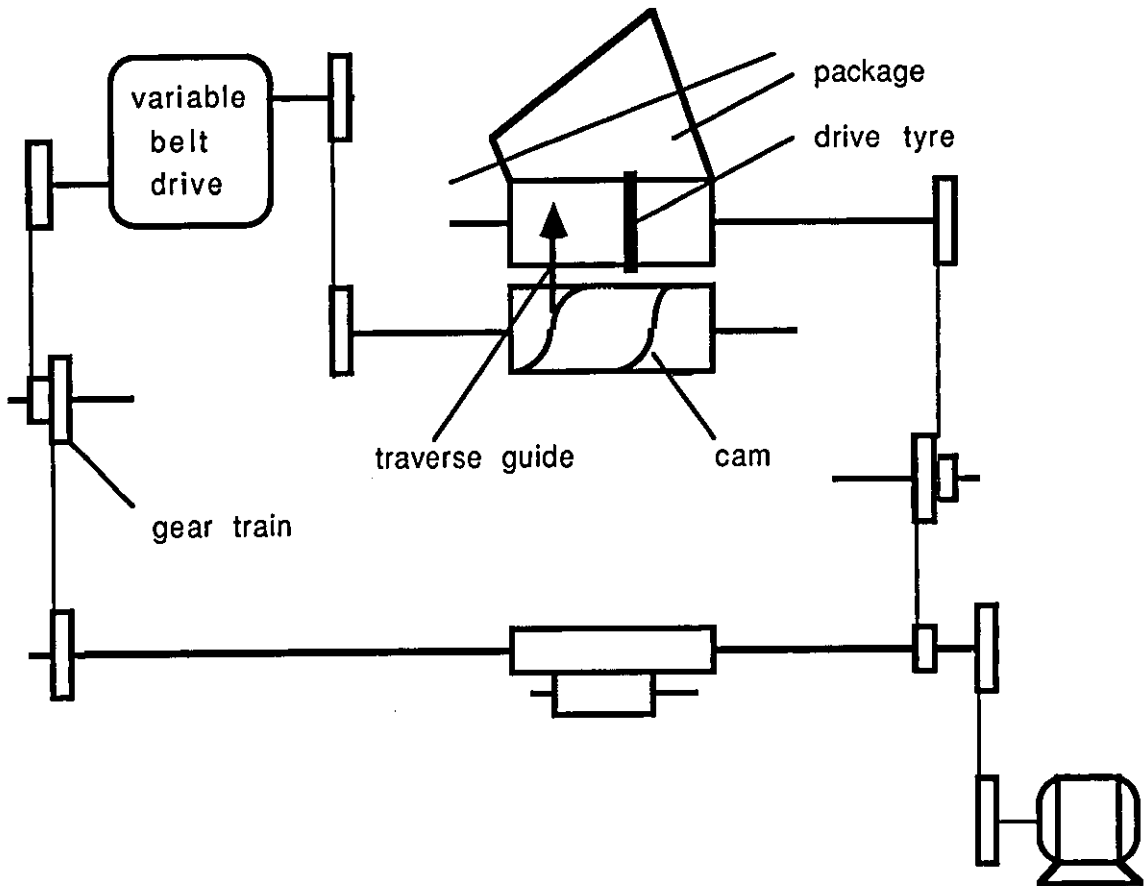 variable
belt
drive
package
drive tyre
traverse guide
cam
gear train